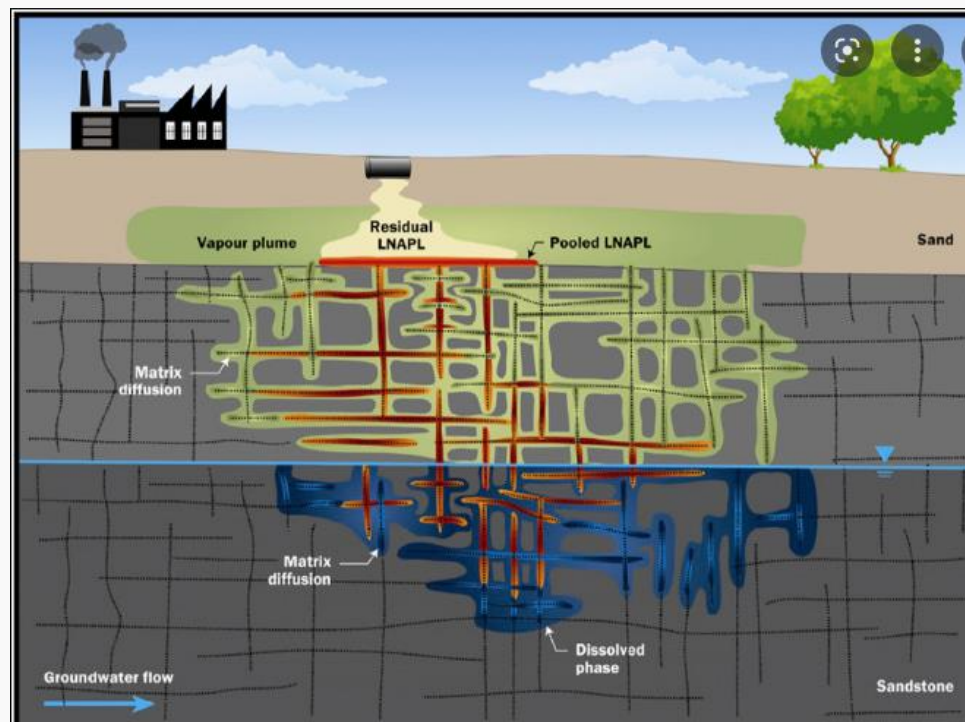 Residual
LNAPL
Vapour plume
Pooled LNAPL
Sand
Matrix
diffusion
Matrix
diffusion
Dissolved
phase
Groundwater flow
Sandstone